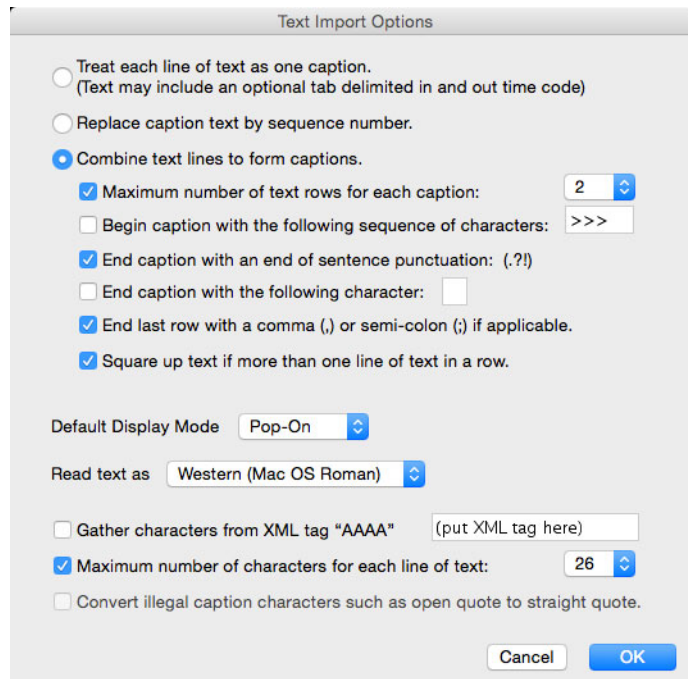 Text Import Options
Treat each line of text as one caption.
(Text may include an optional tab delimited in and out time code)
Replace caption text by sequence number.
Combine text lines to form captions.
Maximum number of text rows for each caption: 2
Begin caption with the following sequence of characters: >>>
End caption with an end of sentence punctuation: (.?!)
End caption with the following character:
End last row with a comma (,) or semi-colon (;) if applicable.
Square up text if more than one line of text in a row.
Default Display Mode Pop-On
Read text as Western (Mac OS Roman)
Gather characters from XML tag “AAAA” (put XML tag here)
Maximum number of characters for each line of text: 26
Convert illegal caption characters such as open quote to straight quote.
Cancel OK